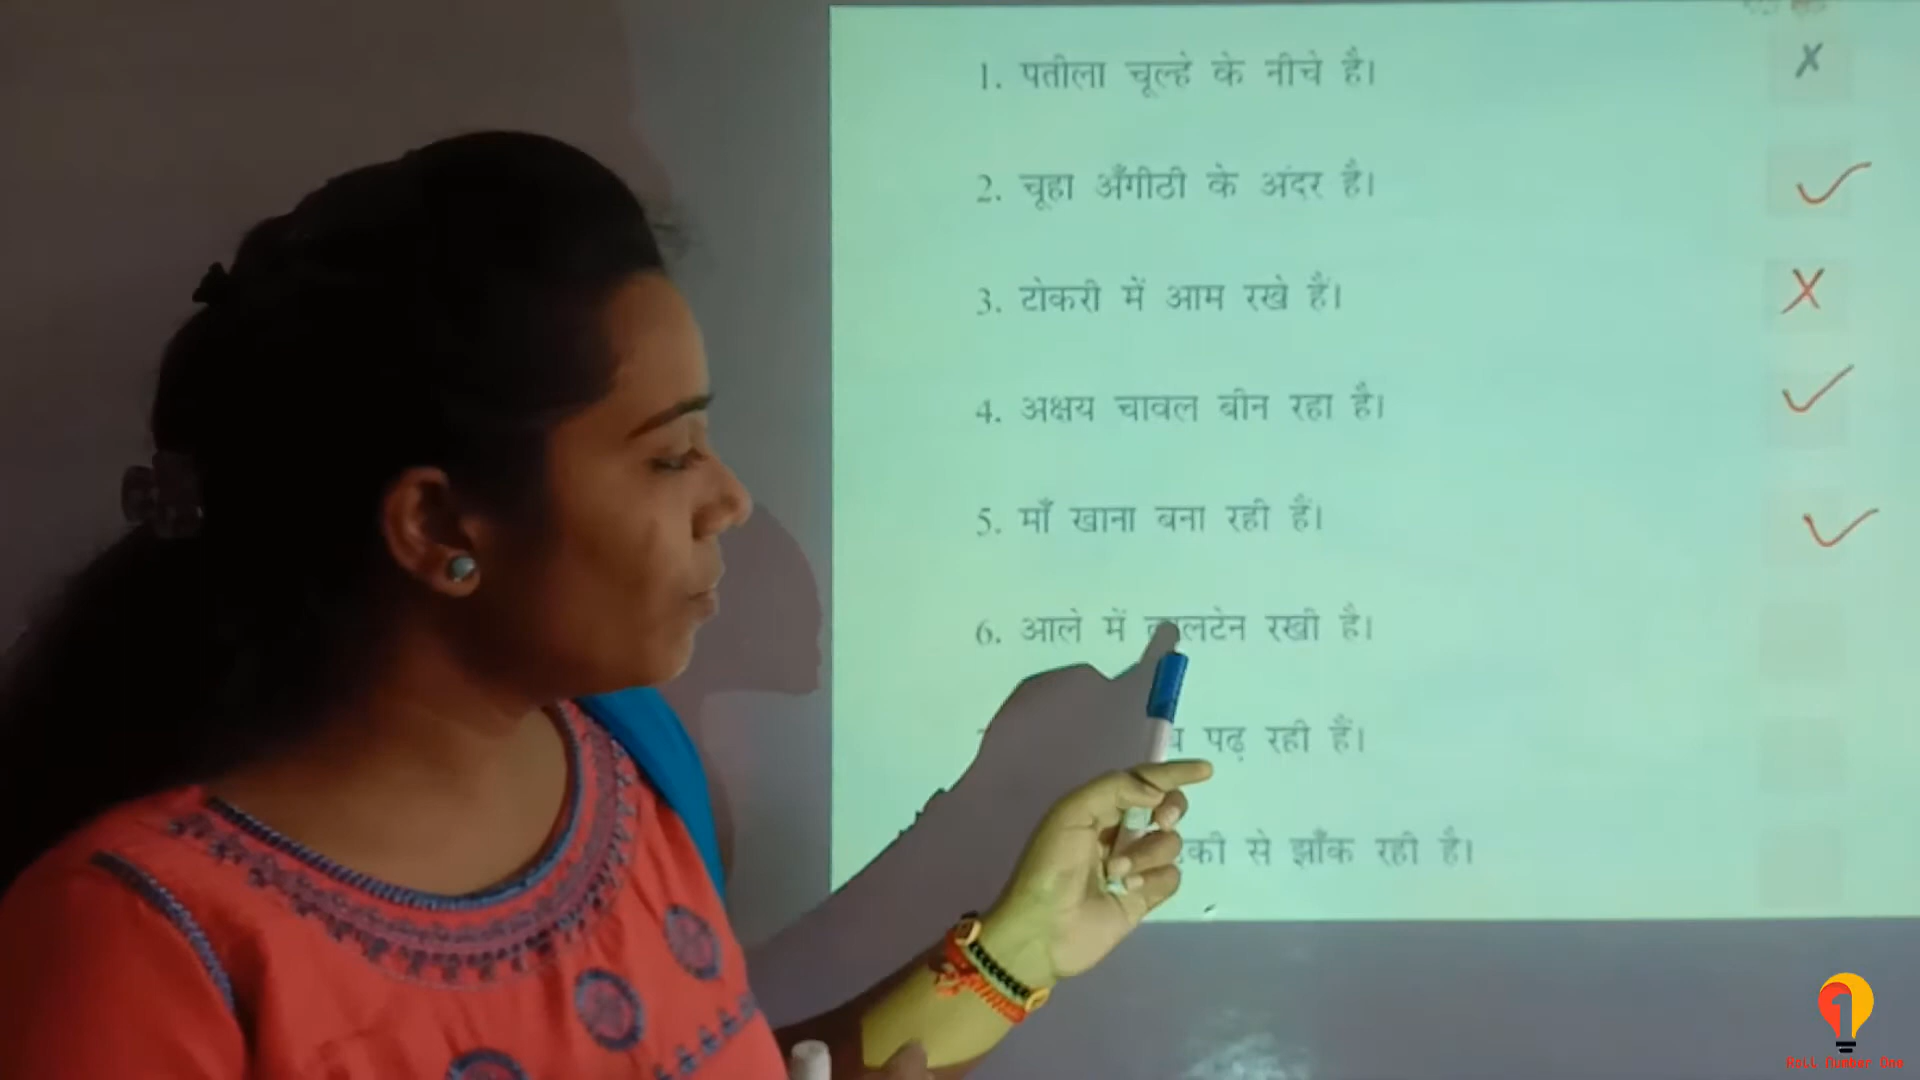 1. पतीला चूल्हे के नीचे है।
2. चूहा अँगीठी के अंदर है।
3. टोकरी में आम रखे हैं।
4. अक्षय चावल बीन रहा है।
5. माँ खाना बना रही हैं।
6. आले में लालटेन रखी है।
पढ़ रही हैं।
से झाँक रही है।
Roll Number One